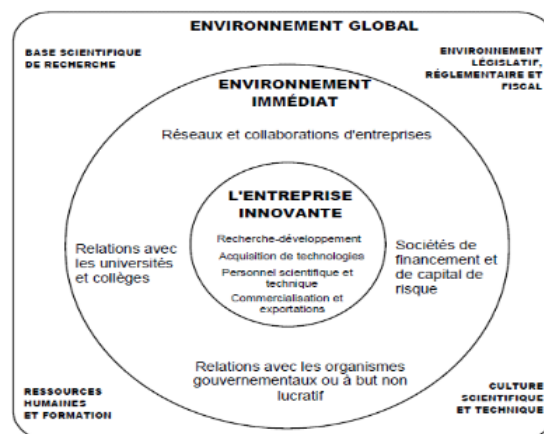 ENVIRONNEMENT GLOBAL
BASE SCIENTIFIQUE
DE RECHERCHE
ENVIRONNEMENT
LÉGISLATIF,
RÉGLEMENTAIRE ET
FISCAL
ENVIRONNEMENT
IMMÉDIAT
Réseaux et collaborations d'entreprises
L'ENTREPRISE
INNOVANTE
Recherche-développement
Acquisition de technologies
Personnel scientifique et
technique
Commercialisation et
exportations
Relations avec
les universités
et collèges
Sociétés de
financement et
de capital de
risque
Relations avec les organismes
gouvernementaux ou à but non
lucratif
RESSOURCES
HUMAINES
ET FORMATION
CULTURE
SCIENTIFIQUE
ET TECHNIQUE